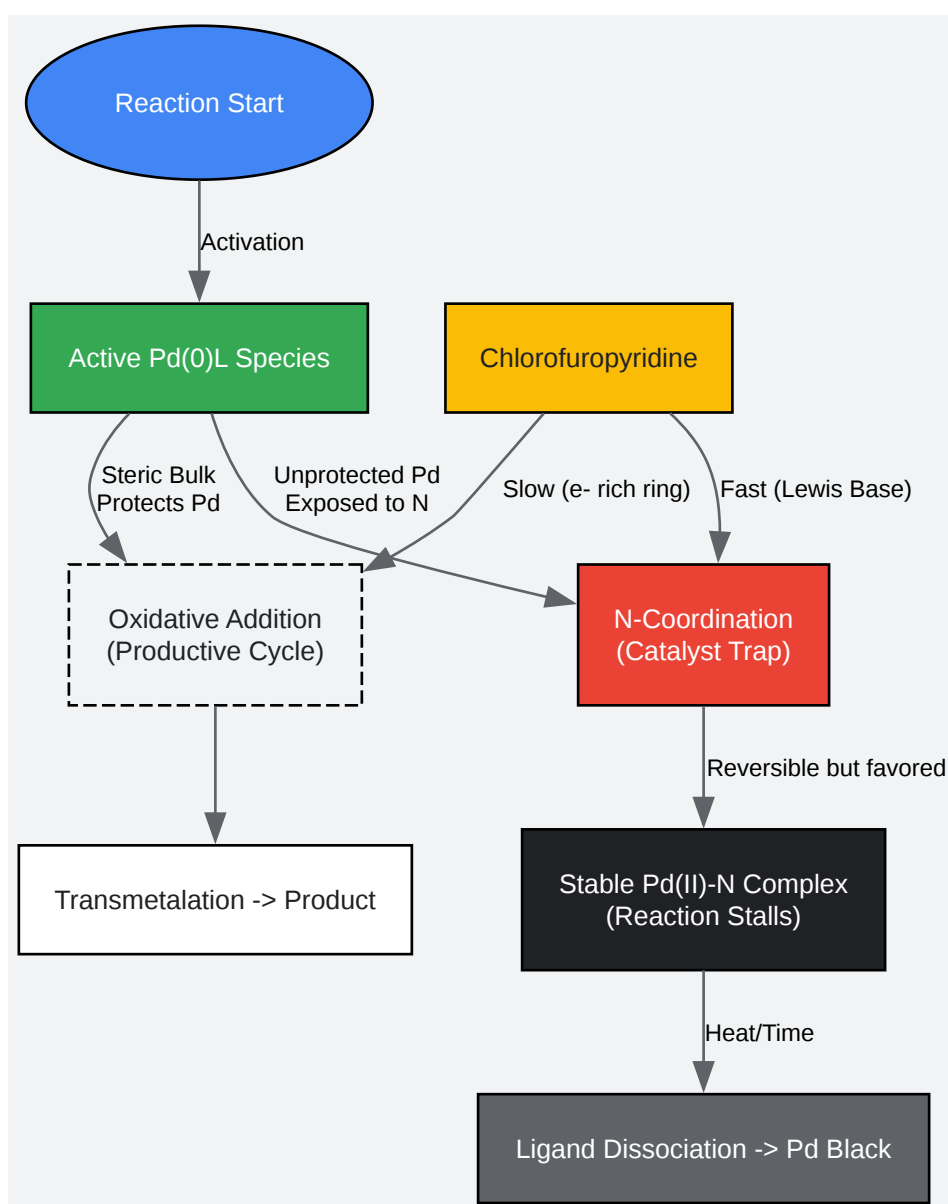 Reaction Start
Activation
Active Pd(0)L Species
Chlorofuropyridine
Steric Bulk
Protects Pd
Unprotected Pd
Exposed to N
Slow (e- rich ring)
Fast (Lewis Base)
Oxidative Addition
(Productive Cycle)
N-Coordination
(Catalyst Trap)
Reversible but favored
Transmetalation -> Product
Stable Pd(II)-N Complex
(Reaction Stalls)
Heat/Time
Ligand Dissociation -> Pd Black